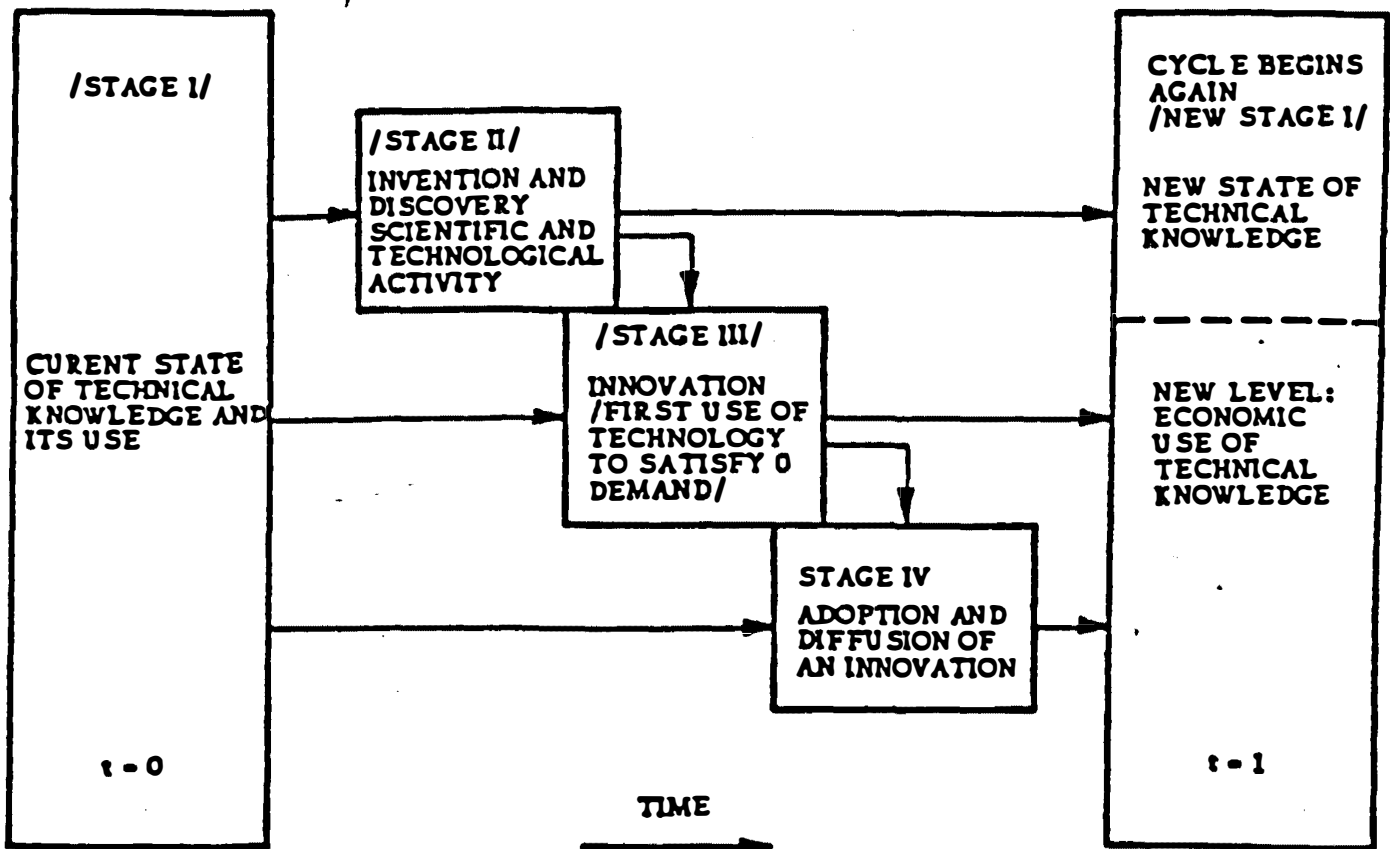 /STAGE I/
CURENT STATE
OF TECHNICAL
KNOWLEDGE AND
ITS USE
t = 0
/STAGE II/
INVENTION AND
DISCOVERY
SCIENTIFIC AND
TECHNOLOGICAL
ACTIVITY
/STAGE III/
INNOVATION
/FIRST USE OF
TECHNOLOGY
TO SATISFY O
DEMAND/
STAGE IV
ADOPTION AND
DIFFUSION OF
AN INNOVATION
TIME
CYCLE BEGINS
AGAIN
/NEW STAGE I/
NEW STATE OF
TECHNICAL
KNOWLEDGE
NEW LEVEL:
ECONOMIC
USE OF
TECHNICAL
KNOWLEDGE
t = 1